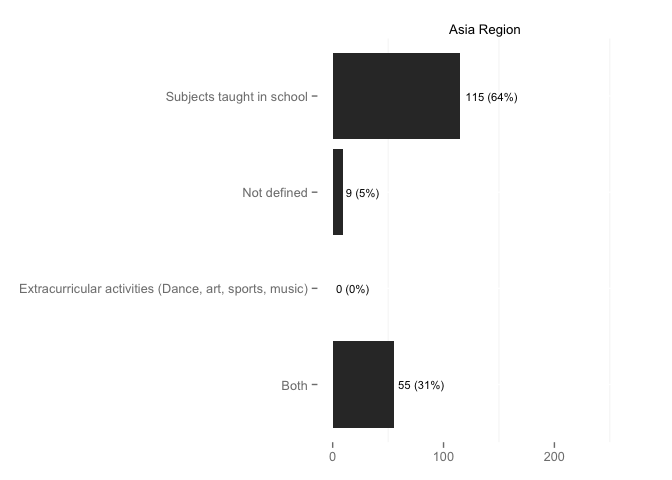 Asia Region
Subjects taught in school
115 (64%)
Not defined
9 (5%)
Extracurricular activities (Dance, art, sports, music)
0 (0%)
Both
55 (31%)
0
100
200